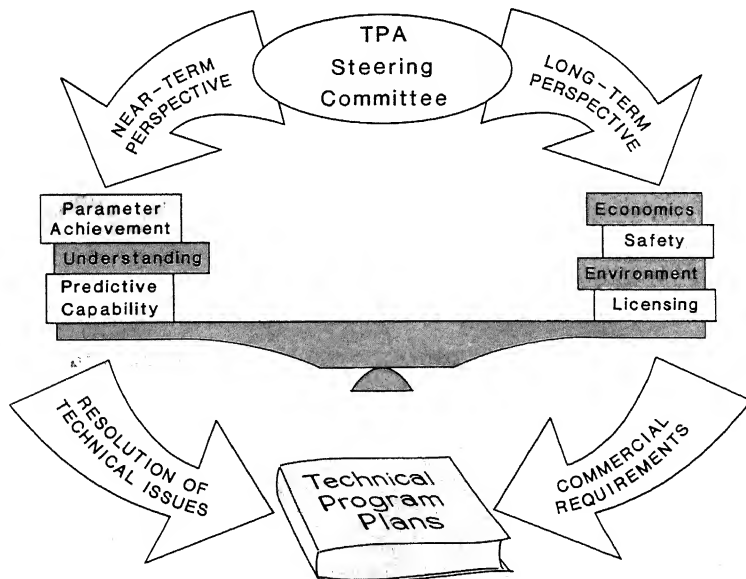 TPA
Steering
Committee
NEAR-TERM
PERSPECTIVE
LONG-TERM
PERSPECTIVE
Parameter
Achievement
Understanding
Predictive
Capability
Economics
Safety
Environment
Licensing
RESOLUTION OF
TECHNICAL ISSUES
COMMERCIAL
REQUIREMENTS
Technical
Program
Plans